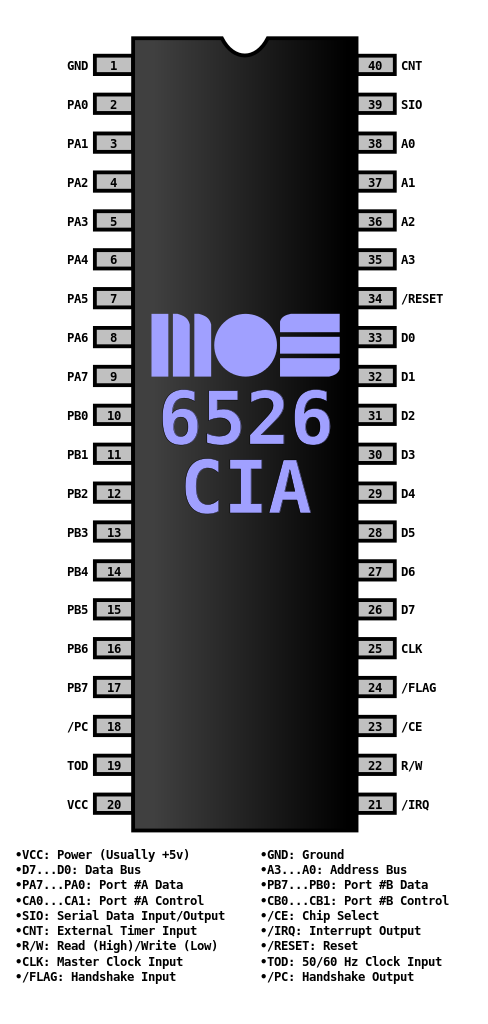 GND 1 40 CNT
PA0 2 39 SIO
PA1 3 38 A0
PA2 4 37 A1
PA3 5 36 A2
PA4 6 35 A3
PA5 7 34 /RESET
PA6 8 33 D0
PA7 9 32 D1
PB0 10 31 D2
PB1 11 30 D3
PB2 12 29 D4
PB3 13 28 D5
PB4 14 27 D6
PB5 15 26 D7
PB6 16 25 CLK
PB7 17 24 /FLAG
/PC 18 23 /CE
TOD 19 22 R/W
VCC 20 21 /IRQ
mos
6526
CIA
•VCC: Power (Usually +5v)
•D7...D0: Data Bus
•PA7...PA0: Port #A Data
•CA0...CA1: Port #A Control
•SIO: Serial Data Input/Output
•CNT: External Timer Input
•R/W: Read (High)/Write (Low)
•CLK: Master Clock Input
•/FLAG: Handshake Input
•GND: Ground
•A3...A0: Address Bus
•PB7...PB0: Port #B Data
•CB0...CB1: Port #B Control
•/CE: Chip Select
•/IRQ: Interrupt Output
•/RESET: Reset
•TOD: 50/60 Hz Clock Input
•/PC: Handshake Output